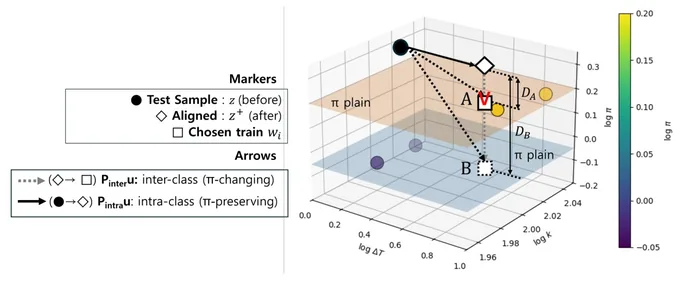 Markers
Test Sample : z (before)
Aligned : z⁺ (after)
Chosen train wᵢ
Arrows
(◇→ □) P_inter u: inter-class (π-changing)
(●→◇) P_intra u: intra-class (π-preserving)
A
V
D_A
π plain
D_B
π plain
B
0.3
0.2
0.1
0.0
−0.1
−0.2
log π
0.0
0.2
0.4
0.6
0.8
1.0
log ΔT
1.96
1.98
2.00
2.02
2.04
log k
0.20
0.15
0.10
0.05
0.00
−0.05
log π